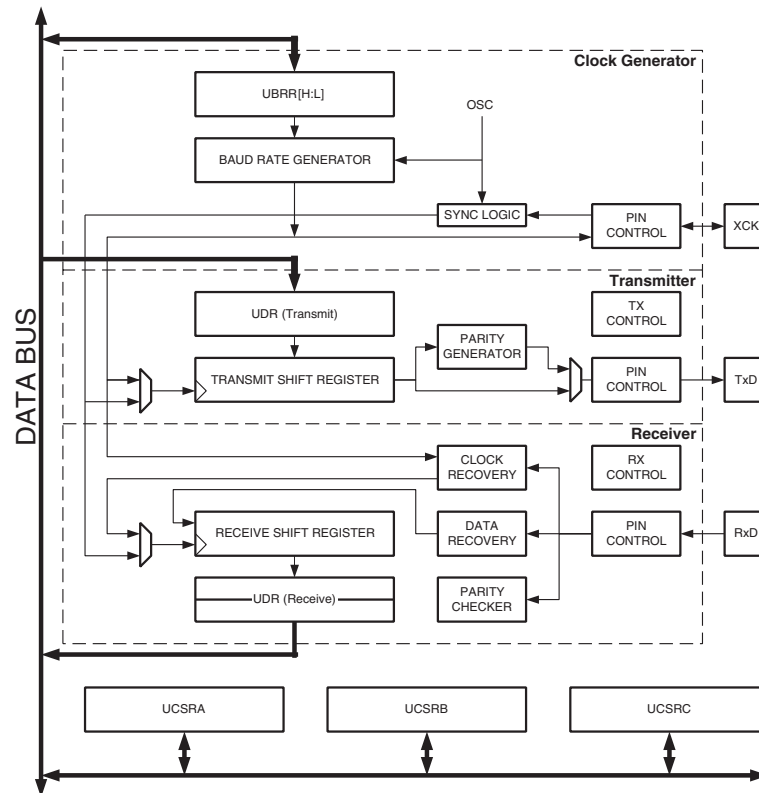 Clock Generator
UBRR[H:L]
OSC
BAUD RATE GENERATOR
SYNC LOGIC
PIN
CONTROL
XCK
Transmitter
UDR (Transmit)
TX
CONTROL
PARITY
GENERATOR
TRANSMIT SHIFT REGISTER
PIN
CONTROL
TxD
DATA BUS
Receiver
CLOCK
RECOVERY
RX
CONTROL
RECEIVE SHIFT REGISTER
DATA
RECOVERY
PIN
CONTROL
RxD
UDR (Receive)
PARITY
CHECKER
UCSRA
UCSRB
UCSRC